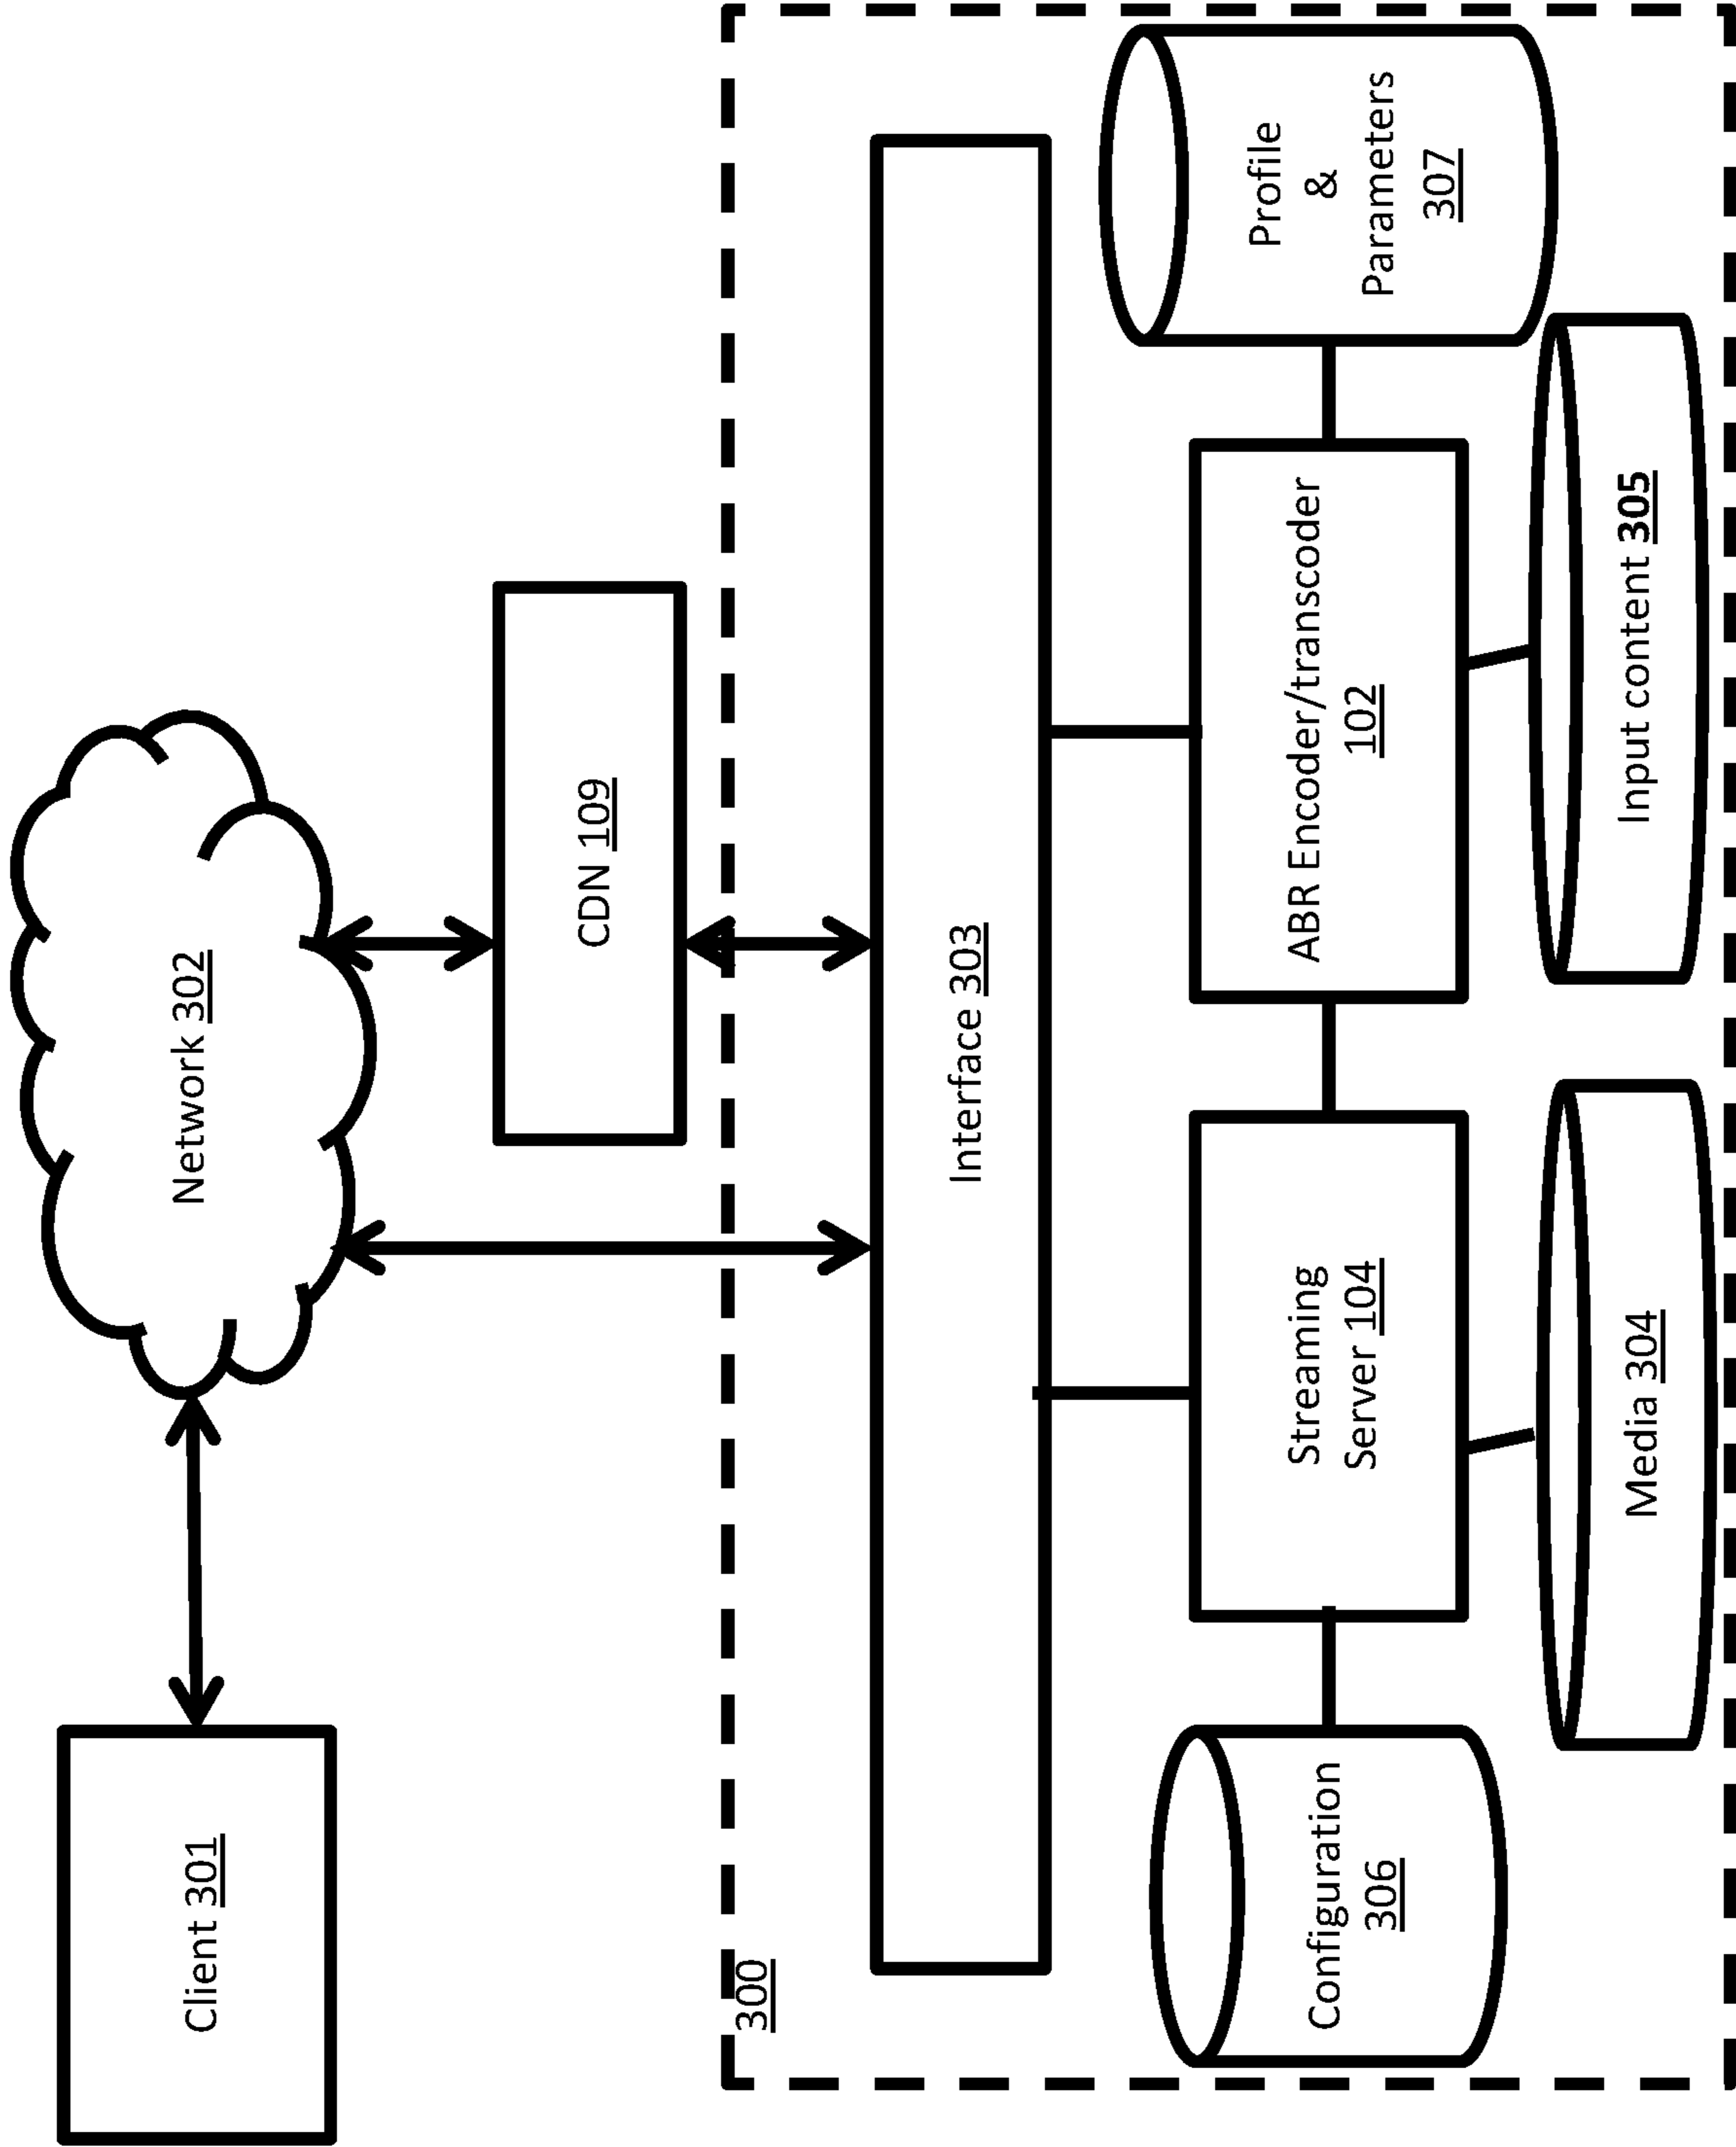 Client 301
Network 302
CDN 109
300
Interface 303
Configuration
306
Streaming
Server 104
ABR Encoder/transcoder
102
Profile
&
Parameters
307
Media 304
Input content 305